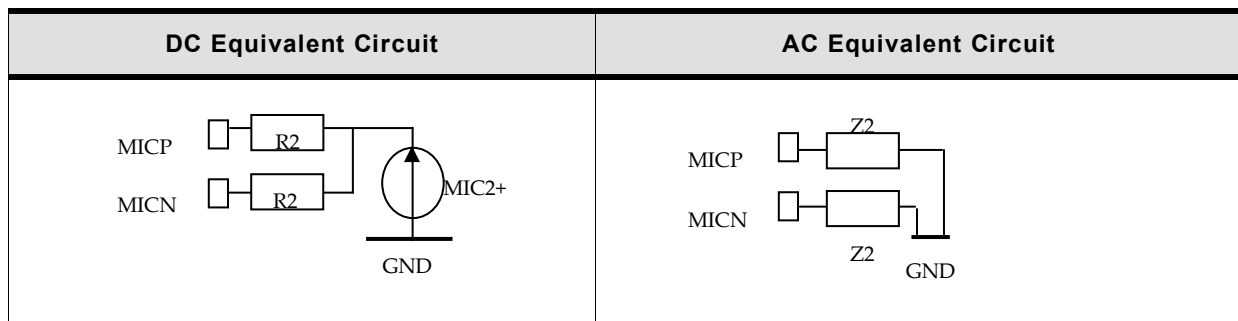 DC Equivalent Circuit
AC Equivalent Circuit
MICP
R2
MICN
R2
MIC2+
GND
Z2
MICP
MICN
Z2
GND